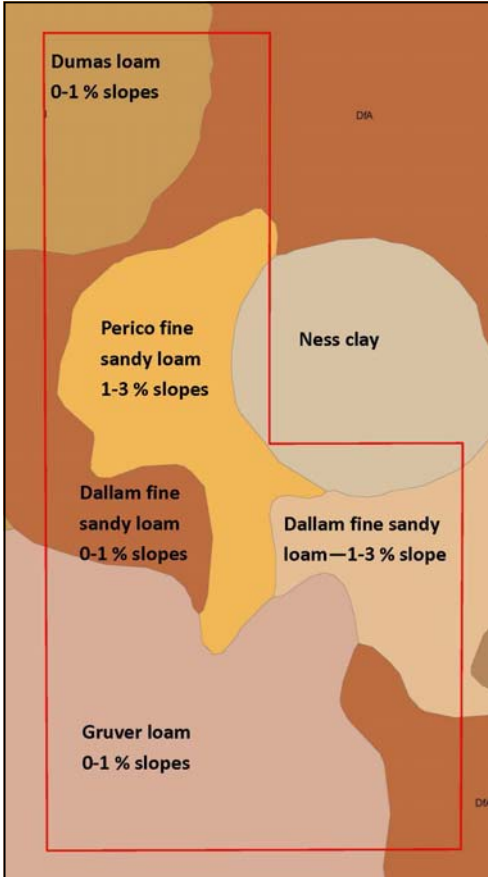 Dumas loam
0-1 % slopes
DfA
Perico fine
sandy loam
1-3 % slopes
Ness clay
Dallam fine
sandy loam
0-1 % slopes
Dallam fine sandy
loam—1-3 % slope
Gruver loam
0-1 % slopes
DfA